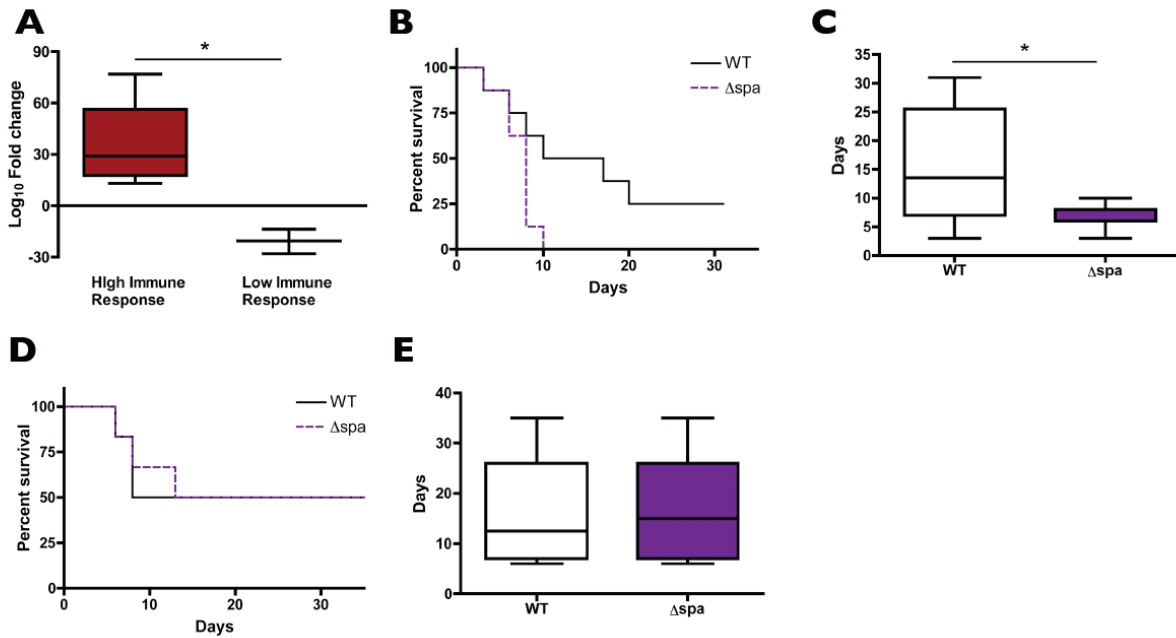 A
Log₁₀ Fold change
90
60
30
0
-30
*
HIgh Immune
Response
Low Immune
Response
B
Percent survival
100
75
50
25
0
WT
Δspa
0 10 20 30
Days
C
Days
35
30
25
20
15
10
5
0
*
WT Δspa
D
Percent survival
100
75
50
25
0
WT
Δspa
0 10 20 30
Days
E
Days
40
30
20
10
0
WT Δspa